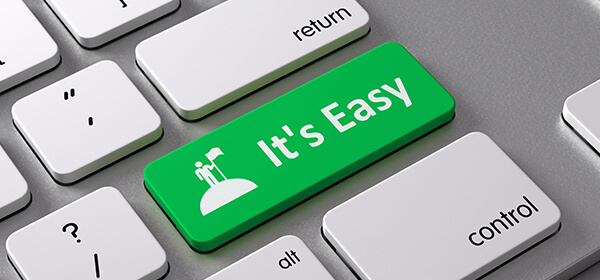 return
"
'
It's Easy
?
/
control
alt